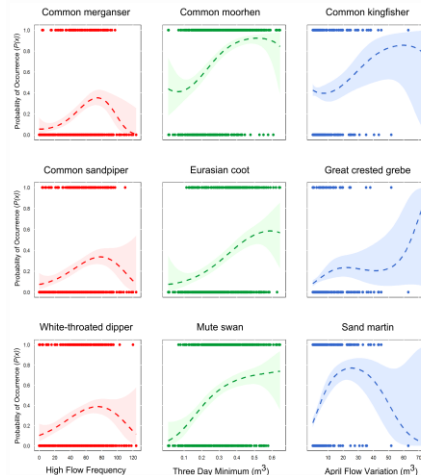 Common merganser
Common moorhen
Common kingfisher
Probability of Occurrence (P(x))
1.0
0.8
0.6
0.4
0.2
0.0
Common sandpiper
Eurasian coot
Great crested grebe
Probability of Occurrence (P(x))
1.0
0.8
0.6
0.4
0.2
0.0
White-throated dipper
Mute swan
Sand martin
Probability of Occurrence (P(x))
1.0
0.8
0.6
0.4
0.2
0.0
0 20 40 60 80 100 120
0.1 0.2 0.3 0.4 0.5 0.6
0 10 20 30 40 50 60 70
High Flow Frequency
Three Day Minimum (m³)
April Flow Variation (m³)